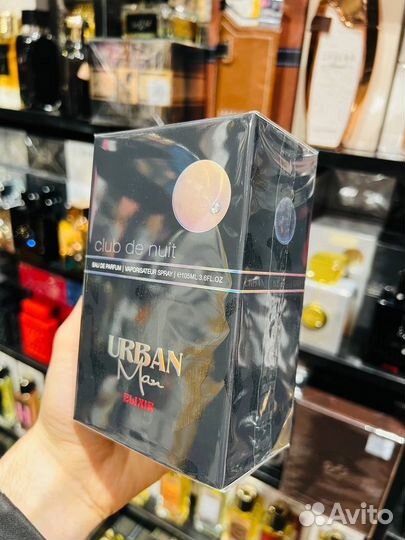 club de nuit
EAU DE PARFUM | VAPORISATEUR SPRAY | ℮105ML 3.6FL.OZ
URBAN
Man
ELIXIR
Avito